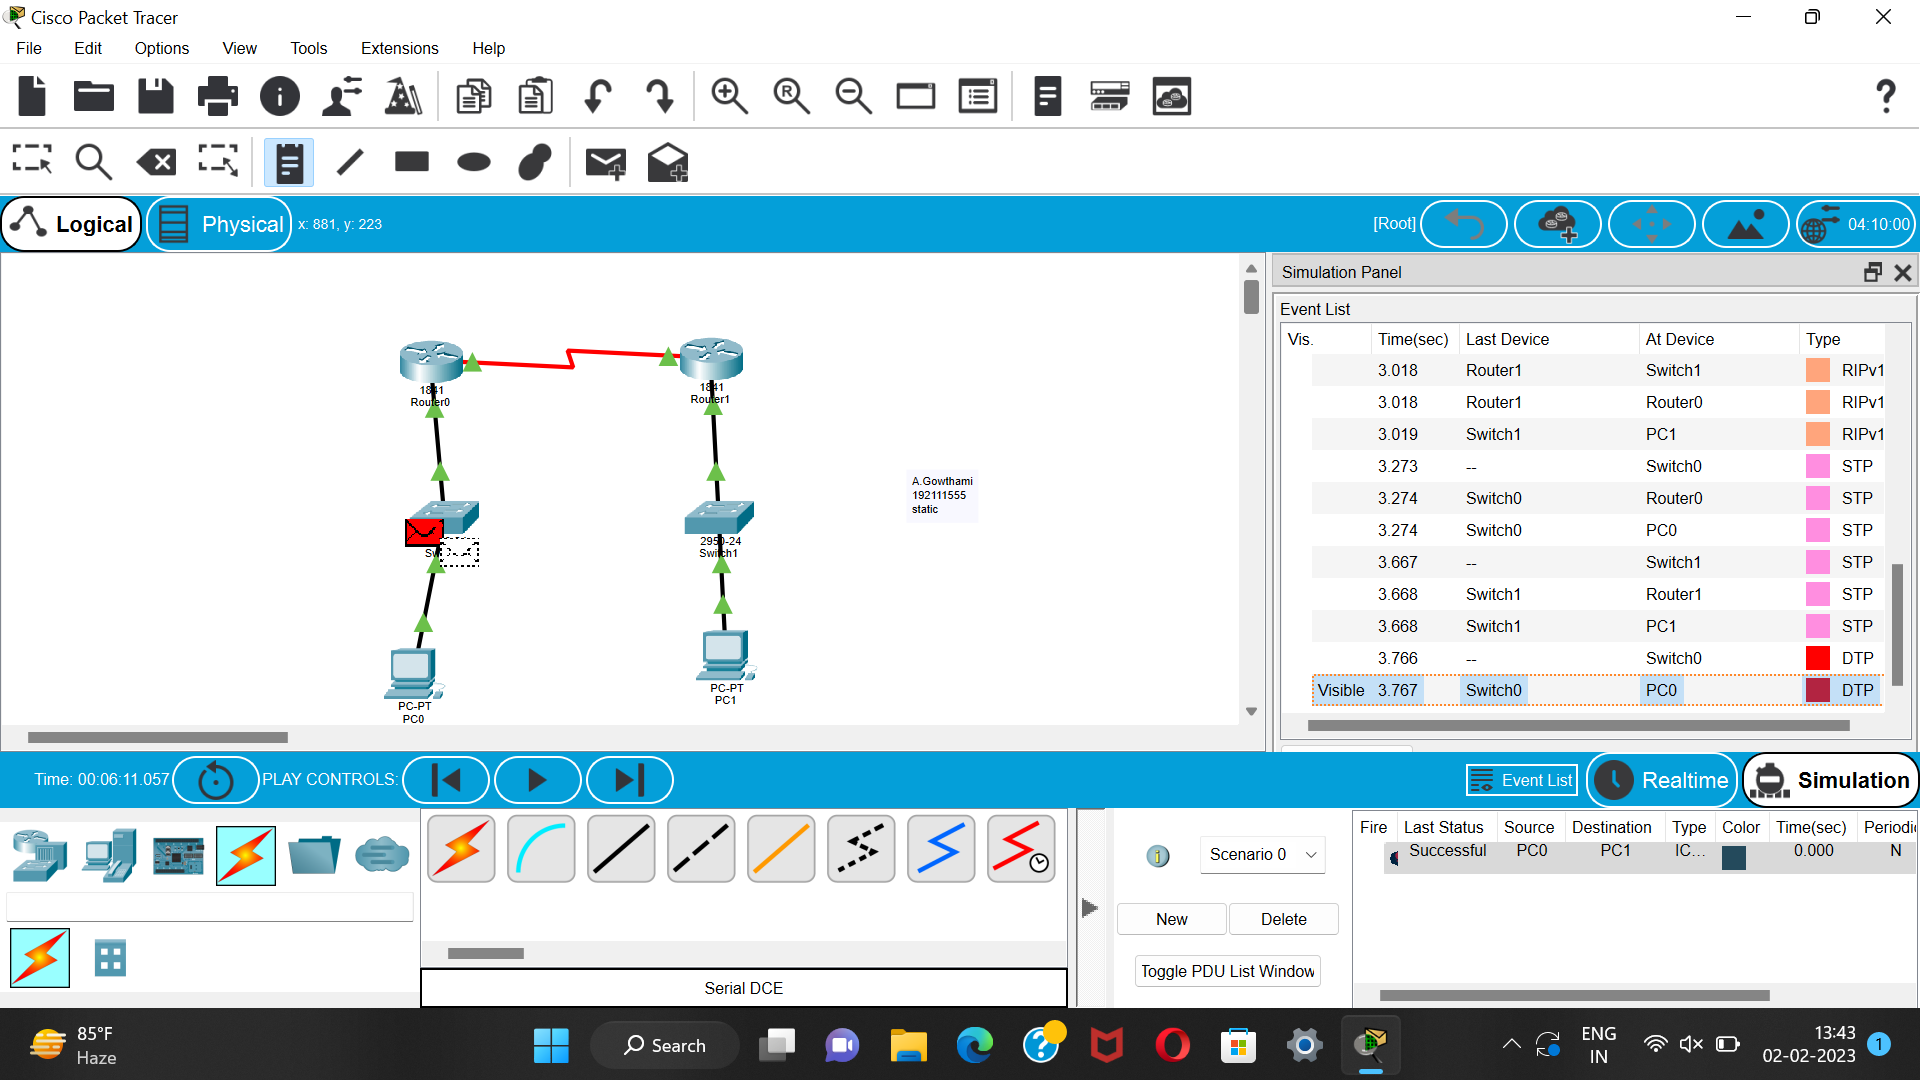 Cisco Packet Tracer
File Edit Options View Tools Extensions Help
Logical Physical x: 881, y: 223 [Root] 04:10:00
Simulation Panel
Event List
Vis. Time(sec) Last Device At Device Type
3.018 Router1 Switch1 RIPv1
3.018 Router1 Router0 RIPv1
3.019 Switch1 PC1 RIPv1
3.273 -- Switch0 STP
3.274 Switch0 Router0 STP
3.274 Switch0 PC0 STP
3.667 -- Switch1 STP
3.668 Switch1 Router1 STP
3.668 Switch1 PC1 STP
3.766 -- Switch0 DTP
Visible 3.767 Switch0 PC0 DTP
1841
Router0
1841
Router1
A.Gowthami
192111555
static
Sw
2950-24
Switch1
PC-PT
PC0
PC-PT
PC1
Time: 00:06:11.057 PLAY CONTROLS: Event List Realtime Simulation
Scenario 0
New Delete
Toggle PDU List Window
Fire Last Status Source Destination Type Color Time(sec) Periodi
Successful PC0 PC1 IC... 0.000 N
Serial DCE
85°F
Haze
Search
ENG
IN
13:43
02-02-2023
1